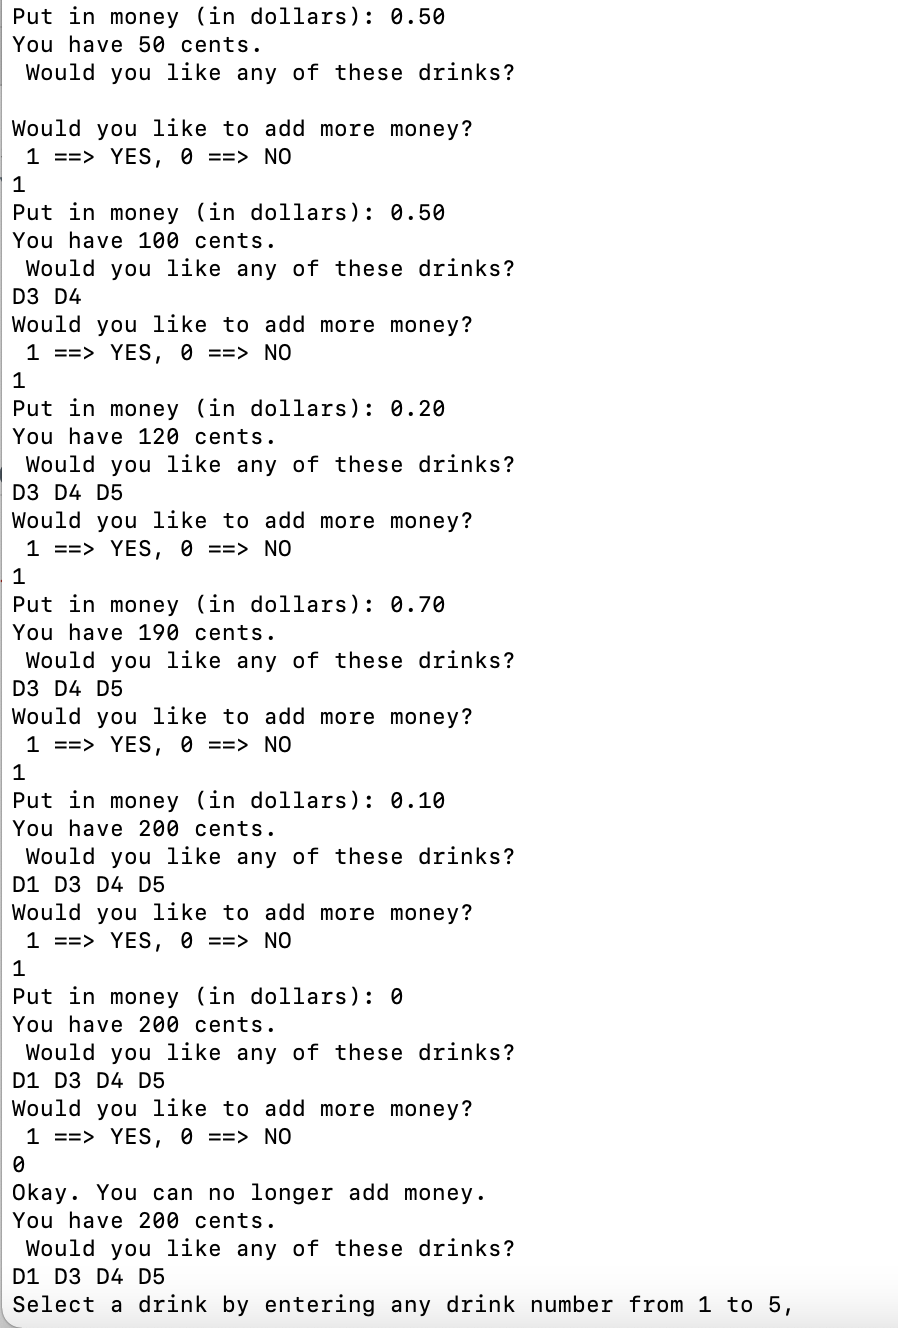 Put in money (in dollars): 0.50
You have 50 cents.
 Would you like any of these drinks?

Would you like to add more money?
 1 ==> YES, 0 ==> NO
1
Put in money (in dollars): 0.50
You have 100 cents.
 Would you like any of these drinks?
D3 D4
Would you like to add more money?
 1 ==> YES, 0 ==> NO
1
Put in money (in dollars): 0.20
You have 120 cents.
 Would you like any of these drinks?
D3 D4 D5
Would you like to add more money?
 1 ==> YES, 0 ==> NO
1
Put in money (in dollars): 0.70
You have 190 cents.
 Would you like any of these drinks?
D3 D4 D5
Would you like to add more money?
 1 ==> YES, 0 ==> NO
1
Put in money (in dollars): 0.10
You have 200 cents.
 Would you like any of these drinks?
D1 D3 D4 D5
Would you like to add more money?
 1 ==> YES, 0 ==> NO
1
Put in money (in dollars): 0
You have 200 cents.
 Would you like any of these drinks?
D1 D3 D4 D5
Would you like to add more money?
 1 ==> YES, 0 ==> NO
0
Okay. You can no longer add money.
You have 200 cents.
 Would you like any of these drinks?
D1 D3 D4 D5
Select a drink by entering any drink number from 1 to 5,